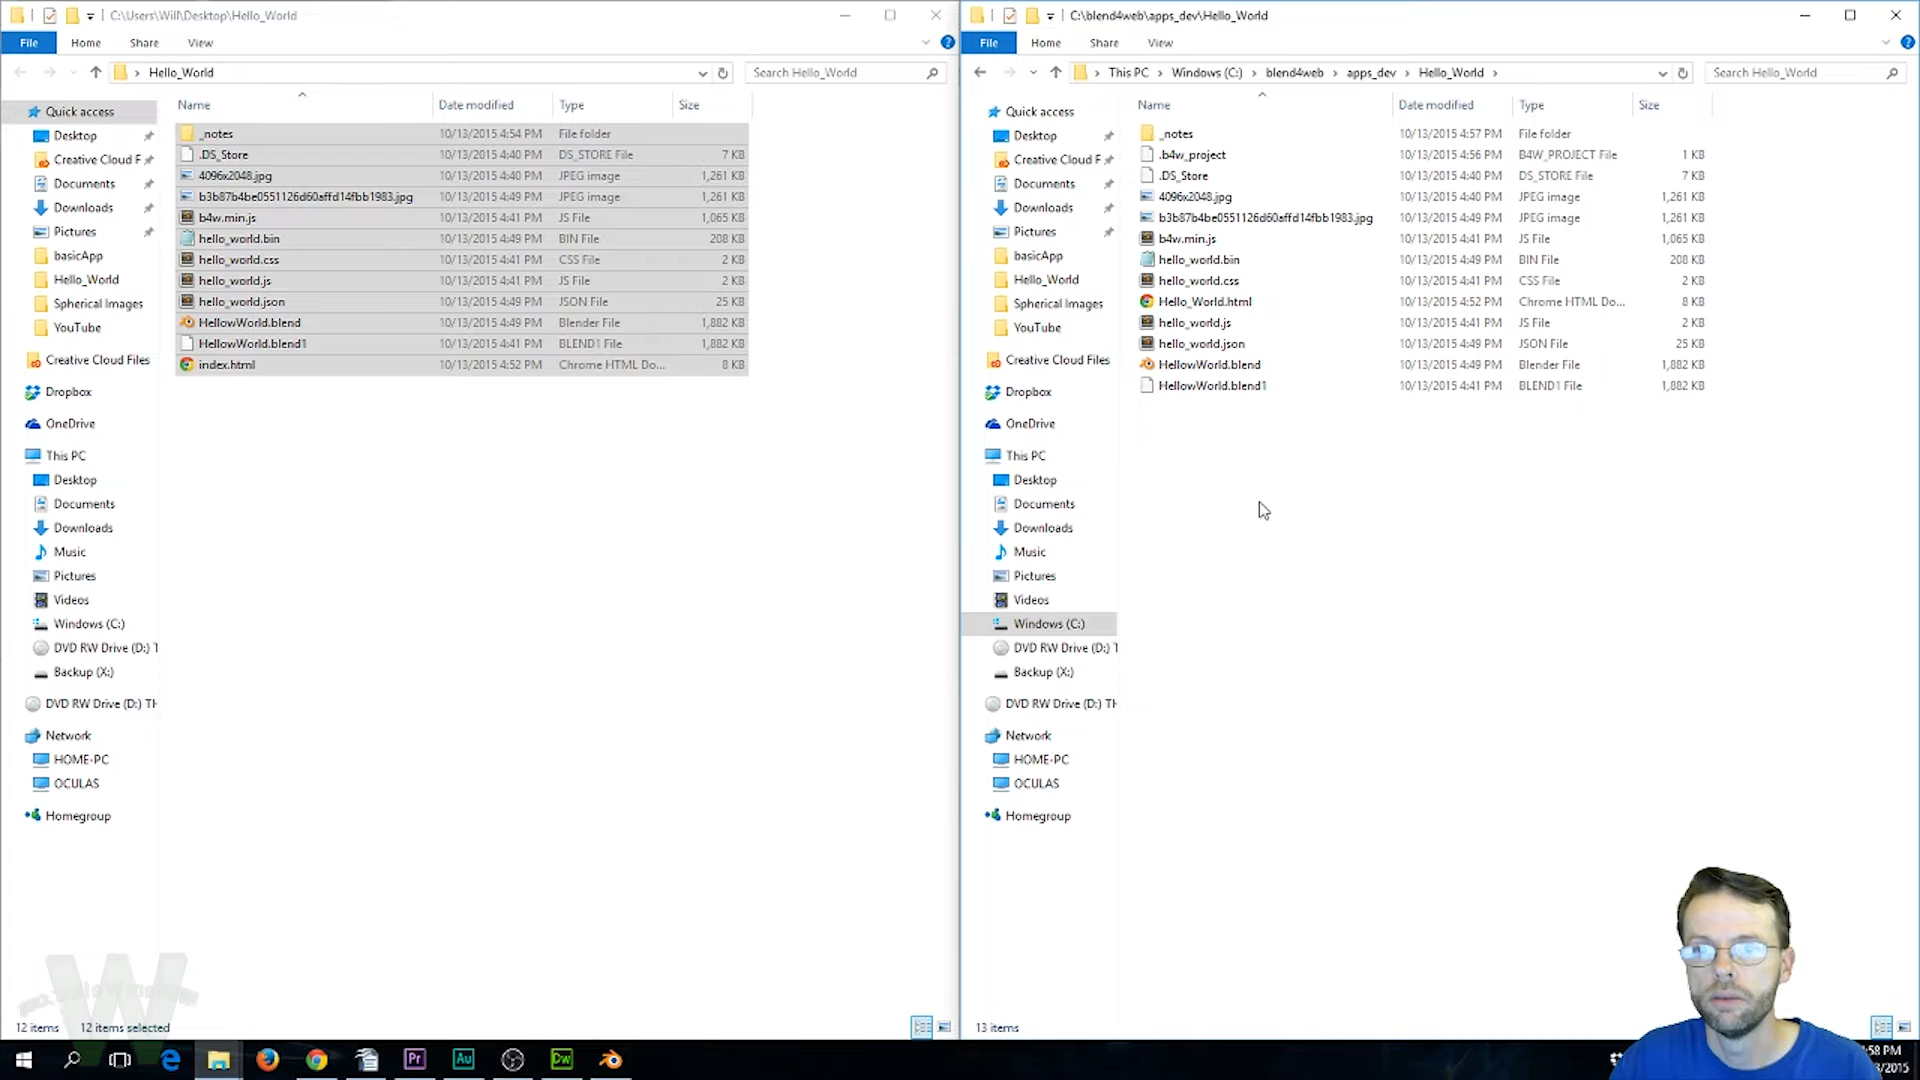 C:\Users\Will\Desktop\Hello_World
File Home Share View
Hello_World
Search Hello_World
Name Date modified Type Size
Quick access
Desktop
Creative Cloud F
Documents
Downloads
Pictures
basicApp
Hello_World
Spherical Images
YouTube
Creative Cloud Files
Dropbox
OneDrive
This PC
Desktop
Documents
Downloads
Music
Pictures
Videos
Windows (C:)
DVD RW Drive (D:) T
Backup (X:)
DVD RW Drive (D:) TH
Network
HOME-PC
OCULAS
Homegroup
_notes 10/13/2015 4:54 PM File folder
.DS_Store 10/13/2015 4:40 PM DS_STORE File 7 KB
4096x2048.jpg 10/13/2015 4:40 PM JPEG image 1,261 KB
b3b87b4be0551126d60affd14fbb1983.jpg 10/13/2015 4:49 PM JPEG image 1,261 KB
b4w.min.js 10/13/2015 4:41 PM JS File 1,065 KB
hello_world.bin 10/13/2015 4:49 PM BIN File 208 KB
hello_world.css 10/13/2015 4:41 PM CSS File 2 KB
hello_world.js 10/13/2015 4:41 PM JS File 2 KB
hello_world.json 10/13/2015 4:49 PM JSON File 25 KB
HellowWorld.blend 10/13/2015 4:49 PM Blender File 1,882 KB
HellowWorld.blend1 10/13/2015 4:41 PM BLEND1 File 1,882 KB
index.html 10/13/2015 4:52 PM Chrome HTML Do... 8 KB
12 items 12 items selected
C:\blend4web\apps_dev\Hello_World
File Home Share View
This PC Windows (C:) blend4web apps_dev Hello_World
Search Hello_World
Name Date modified Type Size
Quick access
Desktop
Creative Cloud F
Documents
Downloads
Pictures
basicApp
Hello_World
Spherical Images
YouTube
Creative Cloud Files
Dropbox
OneDrive
This PC
Desktop
Documents
Downloads
Music
Pictures
Videos
Windows (C:)
DVD RW Drive (D:) T
Backup (X:)
DVD RW Drive (D:) TH
Network
HOME-PC
OCULAS
Homegroup
_notes 10/13/2015 4:57 PM File folder
.b4w_project 10/13/2015 4:56 PM B4W_PROJECT File 1 KB
.DS_Store 10/13/2015 4:40 PM DS_STORE File 7 KB
4096x2048.jpg 10/13/2015 4:40 PM JPEG image 1,261 KB
b3b87b4be0551126d60affd14fbb1983.jpg 10/13/2015 4:49 PM JPEG image 1,261 KB
b4w.min.js 10/13/2015 4:41 PM JS File 1,065 KB
hello_world.bin 10/13/2015 4:49 PM BIN File 208 KB
hello_world.css 10/13/2015 4:41 PM CSS File 2 KB
Hello_World.html 10/13/2015 4:52 PM Chrome HTML Do... 8 KB
hello_world.js 10/13/2015 4:41 PM JS File 2 KB
hello_world.json 10/13/2015 4:49 PM JSON File 25 KB
HellowWorld.blend 10/13/2015 4:49 PM Blender File 1,882 KB
HellowWorld.blend1 10/13/2015 4:41 PM BLEND1 File 1,882 KB
13 items
W
Pr Au Dw
:58 PM
3/2015